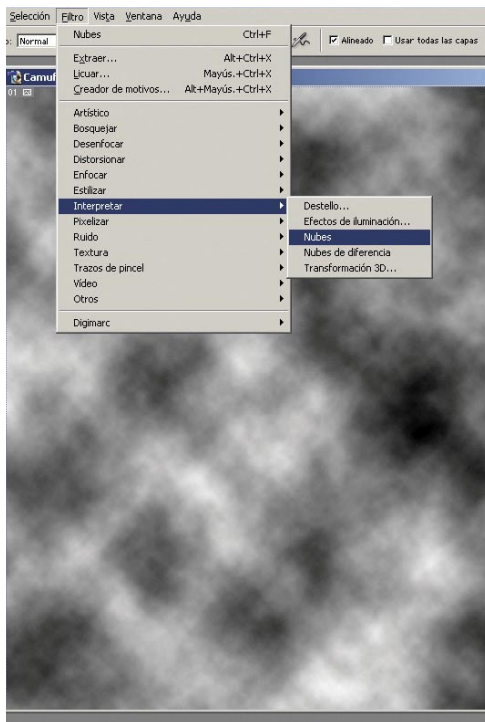 Selección Filtro Vista Ventana Ayuda
Normal Alineado Usar todas las capas
Nubes Ctrl+F
Extraer... Alt+Ctrl+X
Licuar... Mayús.+Ctrl+X
Creador de motivos... Alt+Mayús.+Ctrl+X
Camuf
01
Artístico
Bosquejar
Desenfocar
Distorsionar
Enfocar
Estilizar
Interpretar
Pixelizar
Ruido
Textura
Trazos de pincel
Vídeo
Otros
Digimarc
Destello...
Efectos de iluminación...
Nubes
Nubes de diferencia
Transformación 3D...